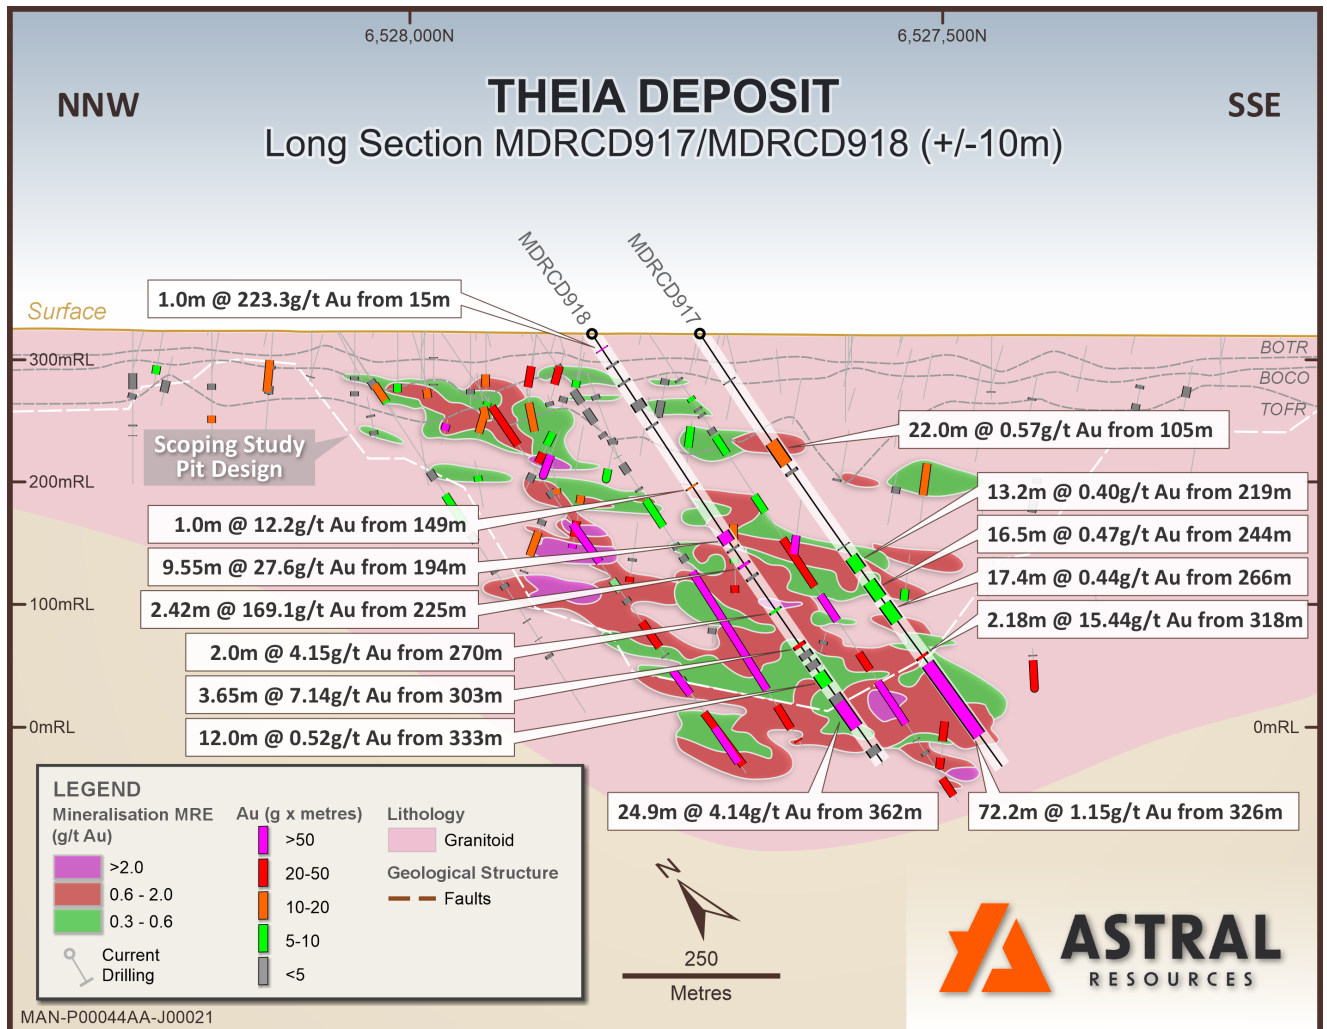 6,528,000N
6,527,500N
NNW
THEIA DEPOSIT
SSE
Long Section MDRCD917/MDRCD918 (+/-10m)
MDRCD918
MDRCD917
1.0m @ 223.3g/t Au from 15m
Surface
300mRL
BOTR
BOCO
TOFR
Scoping Study
Pit Design
22.0m @ 0.57g/t Au from 105m
200mRL
13.2m @ 0.40g/t Au from 219m
1.0m @ 12.2g/t Au from 149m
16.5m @ 0.47g/t Au from 244m
9.55m @ 27.6g/t Au from 194m
17.4m @ 0.44g/t Au from 266m
100mRL
2.42m @ 169.1g/t Au from 225m
2.18m @ 15.44g/t Au from 318m
2.0m @ 4.15g/t Au from 270m
3.65m @ 7.14g/t Au from 303m
12.0m @ 0.52g/t Au from 333m
0mRL
0mRL
24.9m @ 4.14g/t Au from 362m
72.2m @ 1.15g/t Au from 326m
LEGEND
Mineralisation MRE
(g/t Au)
>2.0
0.6 - 2.0
0.3 - 0.6
Current
Drilling
Au (g x metres)
>50
20-50
10-20
5-10
<5
Lithology
Granitoid
Geological Structure
Faults
N
250
Metres
ASTRAL
RESOURCES
MAN-P00044AA-J00021